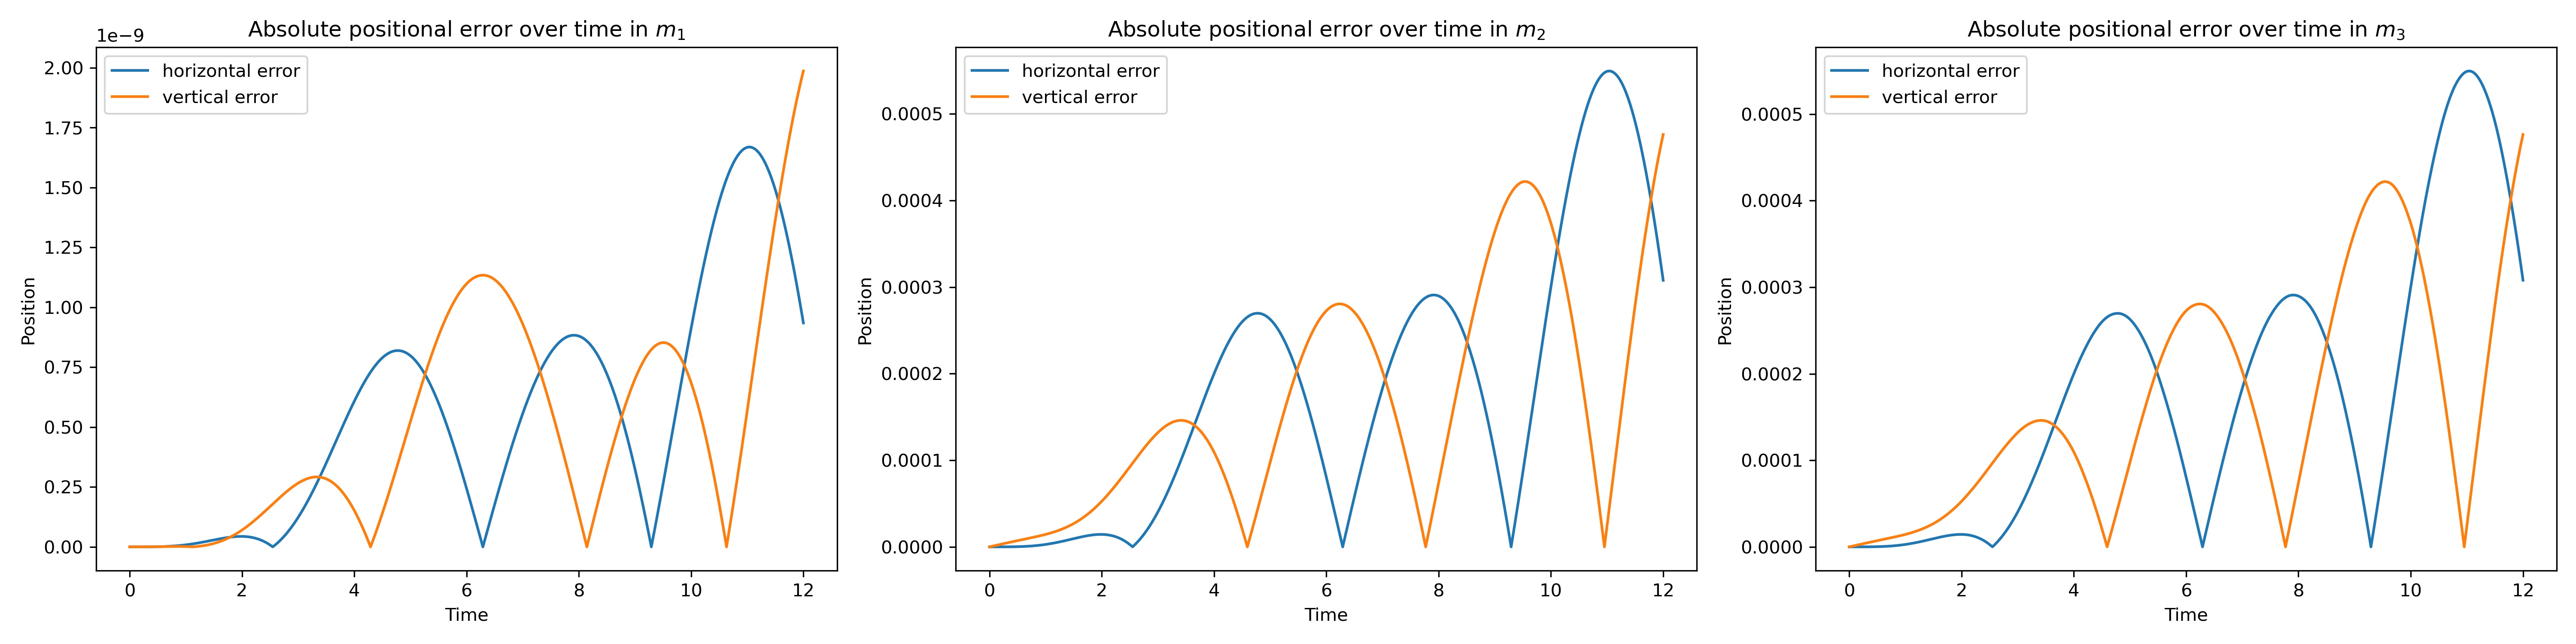 Absolute positional error over time in m₁
1e−9
horizontal error
vertical error
2.00
1.75
1.50
1.25
1.00
0.75
0.50
0.25
0.00
Position
0 2 4 6 8 10 12
Time
Absolute positional error over time in m₂
horizontal error
vertical error
0.0005
0.0004
0.0003
0.0002
0.0001
0.0000
Position
0 2 4 6 8 10 12
Time
Absolute positional error over time in m₃
horizontal error
vertical error
0.0005
0.0004
0.0003
0.0002
0.0001
0.0000
Position
0 2 4 6 8 10 12
Time